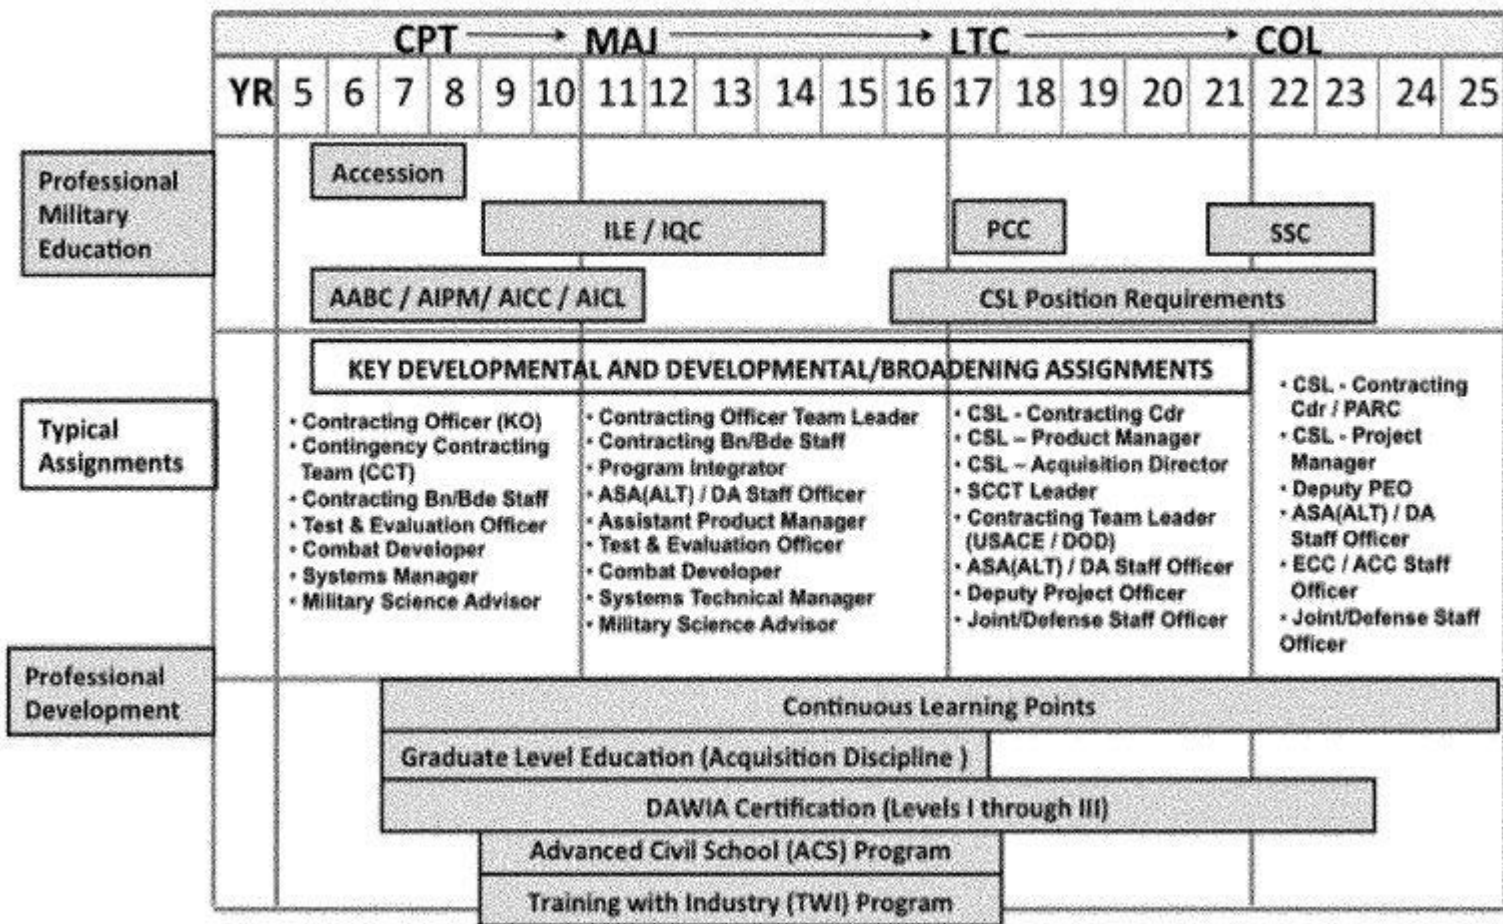 CPT MAJ LTC COL
YR 5 6 7 8 9 10 11 12 13 14 15 16 17 18 19 20 21 22 23 24 25
Professional
Military
Education
Accession
ILE / IQC
PCC
SSC
AABC / AIPM/ AICC / AICL
CSL Position Requirements
Typical
Assignments
KEY DEVELOPMENTAL AND DEVELOPMENTAL/BROADENING ASSIGNMENTS
• Contracting Officer (KO)
• Contingency Contracting
Team (CCT)
• Contracting Bn/Bde Staff
• Test & Evaluation Officer
• Combat Developer
• Systems Manager
• Military Science Advisor
• Contracting Officer Team Leader
• Contracting Bn/Bde Staff
• Program Integrator
• ASA(ALT) / DA Staff Officer
• Assistant Product Manager
• Test & Evaluation Officer
• Combat Developer
• Systems Technical Manager
• Military Science Advisor
• CSL - Contracting Cdr
• CSL – Product Manager
• CSL – Acquisition Director
• SCCT Leader
• Contracting Team Leader
(USACE / DOD)
• ASA(ALT) / DA Staff Officer
• Deputy Project Officer
• Joint/Defense Staff Officer
• CSL - Contracting
Cdr / PARC
• CSL - Project
Manager
• Deputy PEO
• ASA(ALT) / DA
Staff Officer
• ECC / ACC Staff
Officer
• Joint/Defense Staff
Officer
Professional
Development
Continuous Learning Points
Graduate Level Education (Acquisition Discipline )
DAWIA Certification (Levels I through III)
Advanced Civil School (ACS) Program
Training with Industry (TWI) Program